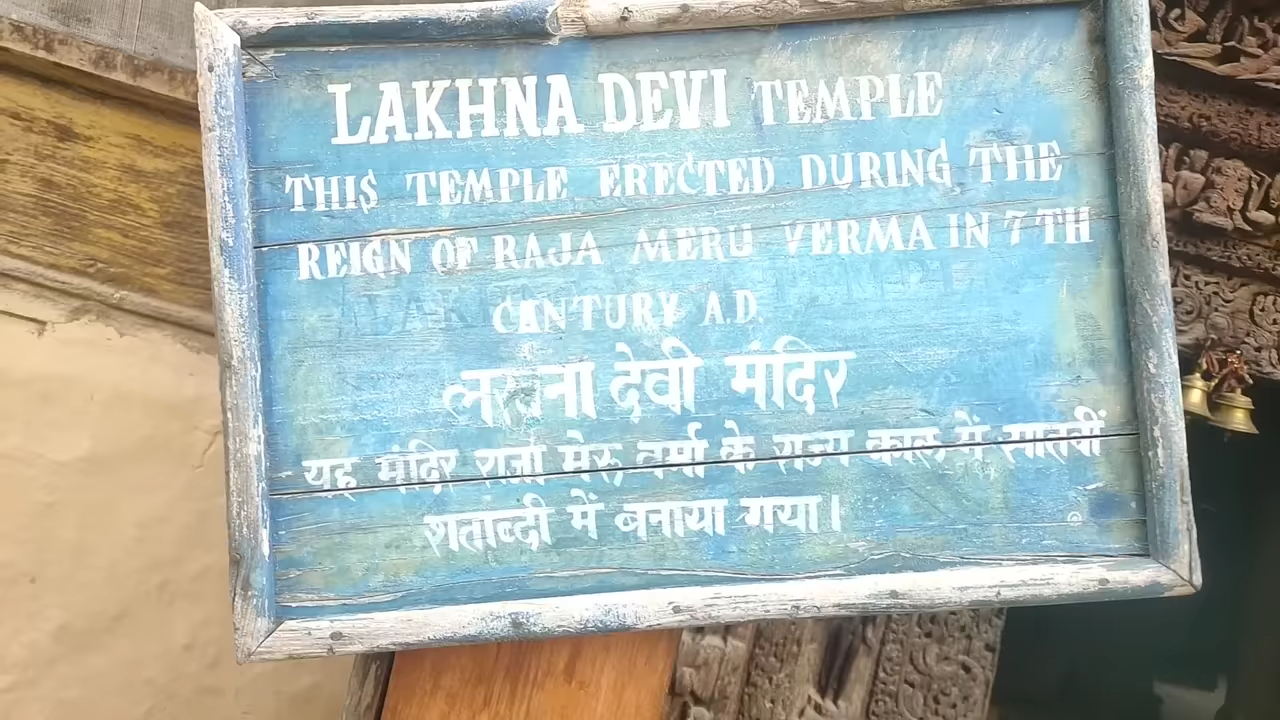 LAKHNA DEVI TEMPLE
THIS TEMPLE ERECTED DURING THE
REIGN OF RAJA MERU VERMA IN 7TH
CANTURY A.D.
लखना देवी मंदिर
यह मंदिर राजा मेरू वर्मा के राज्य काल में सातवीं
शताब्दी में बनाया गया।